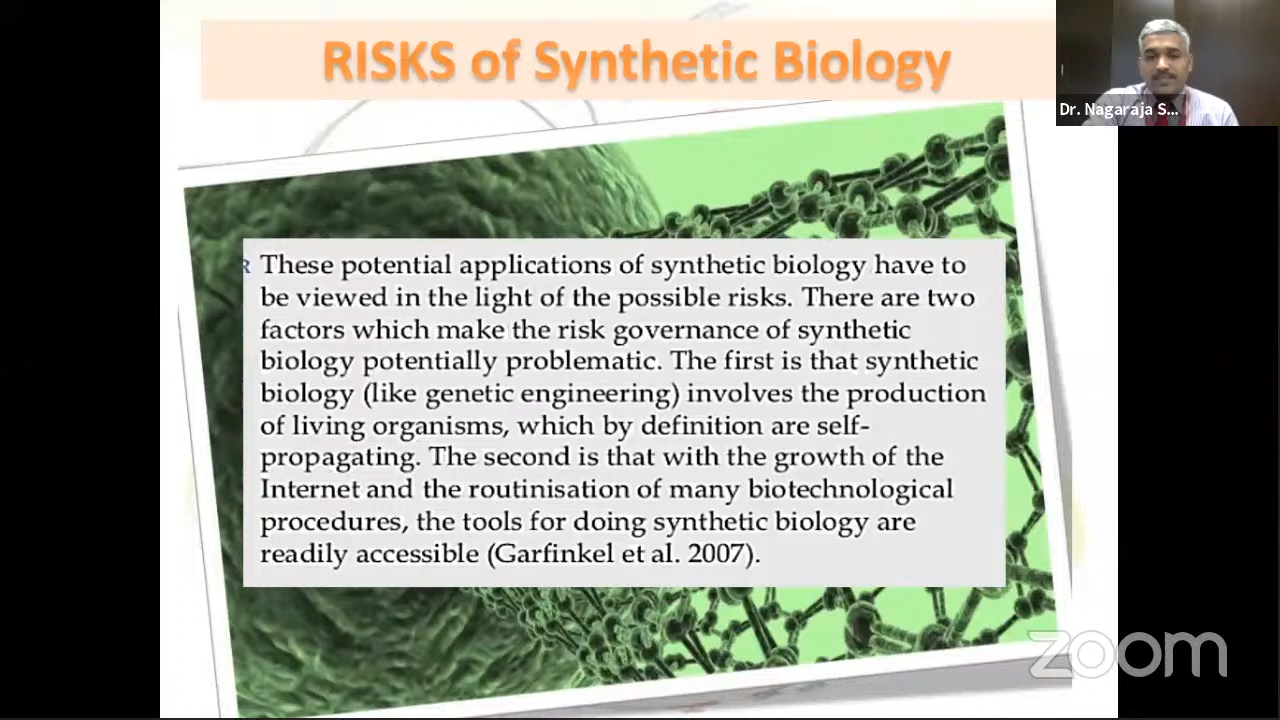 RISKS of Synthetic Biology
Dr. Nagaraja S...
These potential applications of synthetic biology have to
be viewed in the light of the possible risks. There are two
factors which make the risk governance of synthetic
biology potentially problematic. The first is that synthetic
biology (like genetic engineering) involves the production
of living organisms, which by definition are self-
propagating. The second is that with the growth of the
Internet and the routinisation of many biotechnological
procedures, the tools for doing synthetic biology are
readily accessible (Garfinkel et al. 2007).
zoom